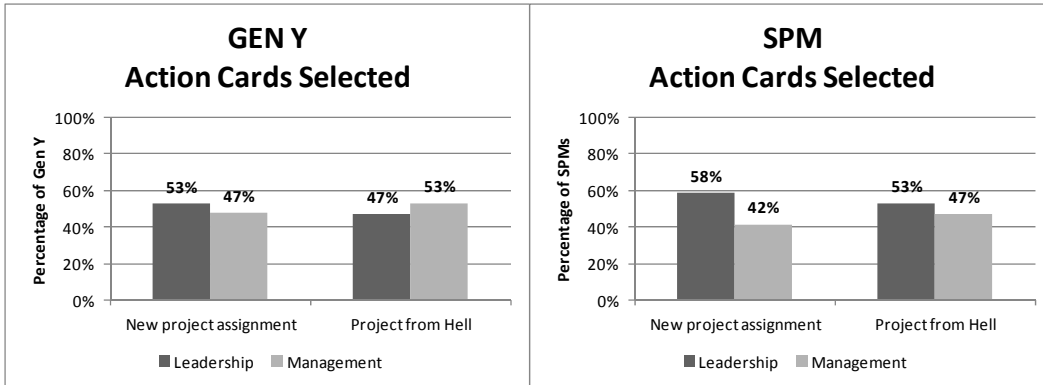 GEN Y
Action Cards Selected
Percentage of Gen Y
100%
80%
60%
40%
20%
0%
53%
47%
47%
53%
New project assignment
Project from Hell
Leadership
Management
SPM
Action Cards Selected
Percentage of SPMs
100%
80%
60%
40%
20%
0%
58%
42%
53%
47%
New project assignment
Project from Hell
Leadership
Management